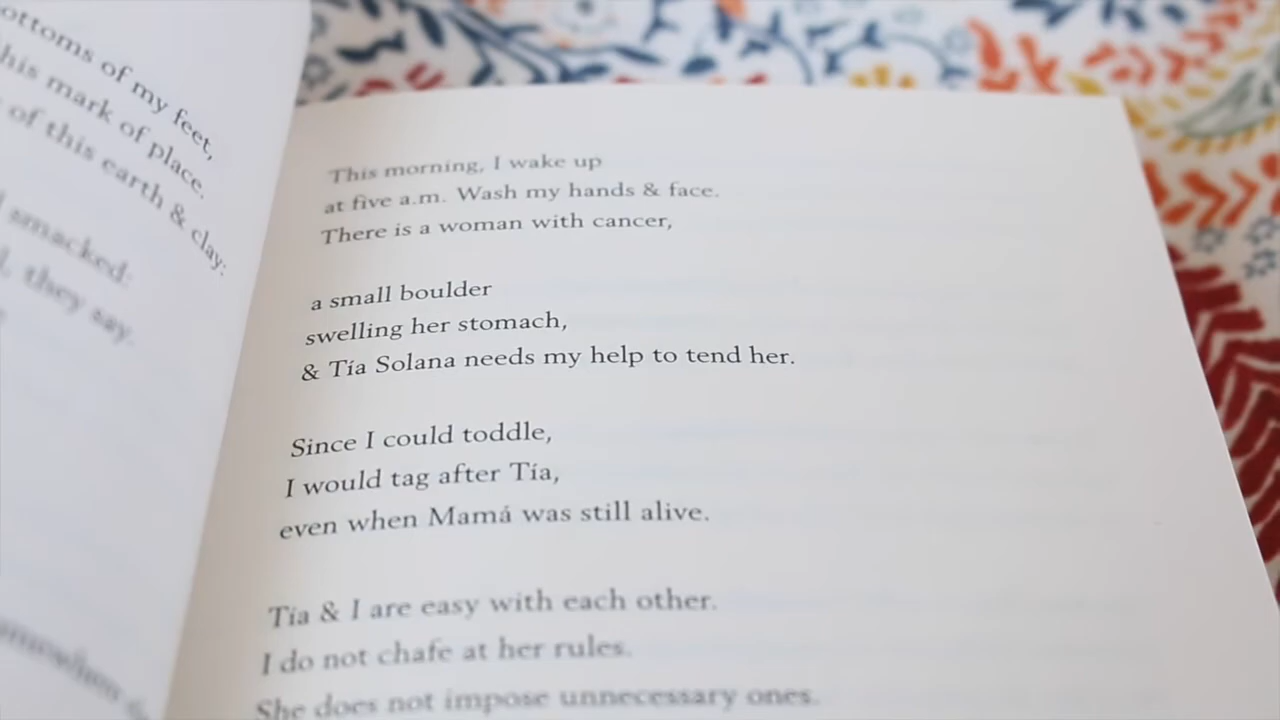 ottoms of my feet,
his mark of place.
of this earth & clay:
smacked:
they say.
This morning, I wake up
at five a.m. Wash my hands & face.
There is a woman with cancer,
a small boulder
swelling her stomach,
& Tía Solana needs my help to tend her.
Since I could toddle,
I would tag after Tía,
even when Mamá was still alive.
Tía & I are easy with each other.
I do not chafe at her rules.
She does not impose unnecessary ones.